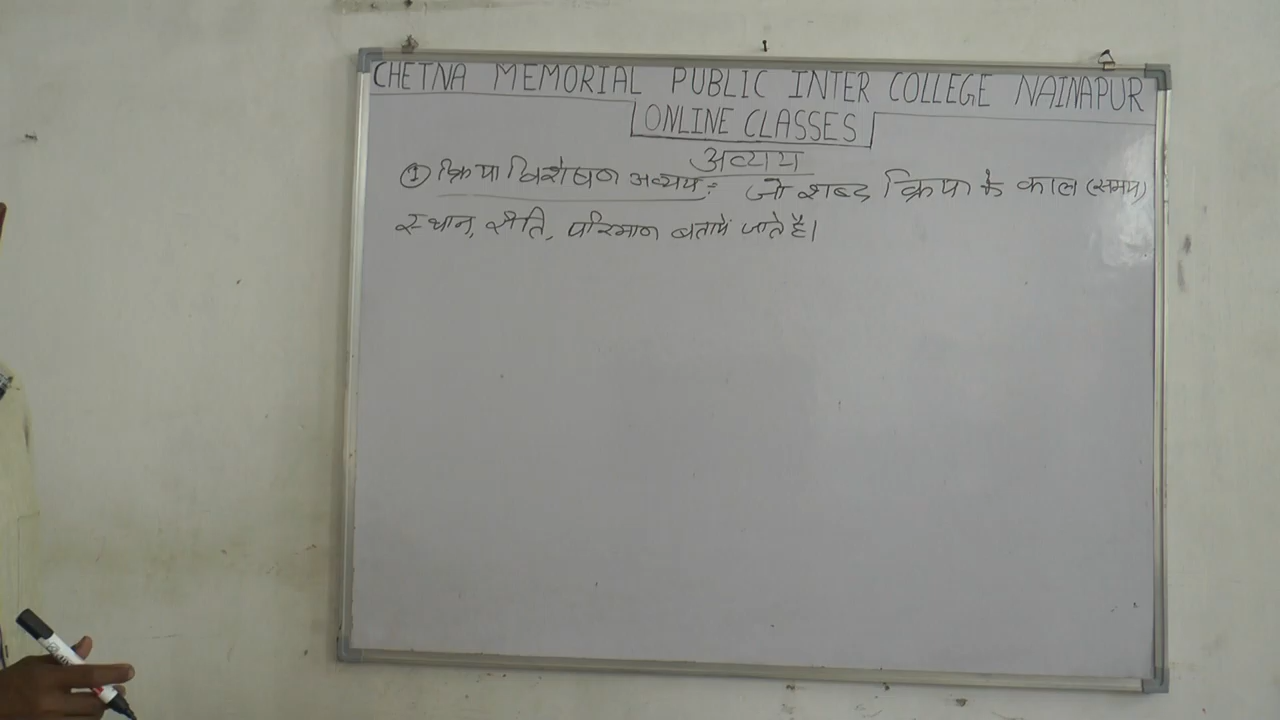 CHETNA MEMORIAL PUBLIC INTER COLLEGE NAINAPUR
ONLINE CLASSES
अव्यय
① क्रिया विशेषण अव्यय : जो शब्द क्रिया के काल (समय)
स्थान, रीति, परिमाण बताये जाते है।